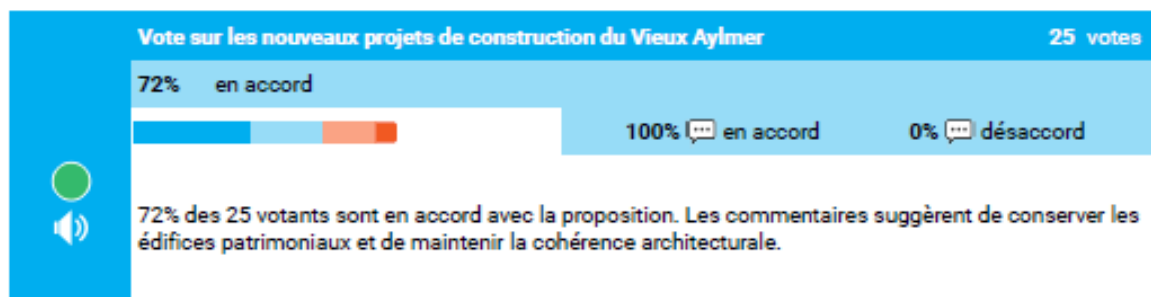 Vote sur les nouveaux projets de construction du Vieux Aylmer 25 votes
72% en accord
100% en accord 0% désaccord
72% des 25 votants sont en accord avec la proposition. Les commentaires suggèrent de conserver les
édifices patrimoniaux et de maintenir la cohérence architecturale.